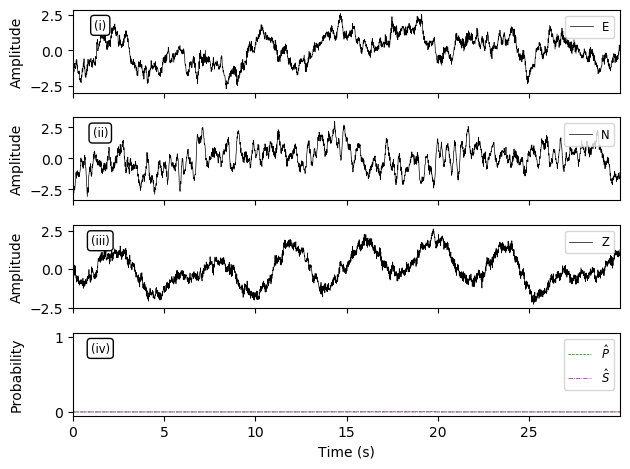 2.5
0.0
−2.5
Amplitude
(i)
E
2.5
0.0
−2.5
Amplitude
(ii)
N
2.5
0.0
−2.5
Amplitude
(iii)
Z
1
0
Probability
(iv)
P̂
Ŝ
0 5 10 15 20 25
Time (s)